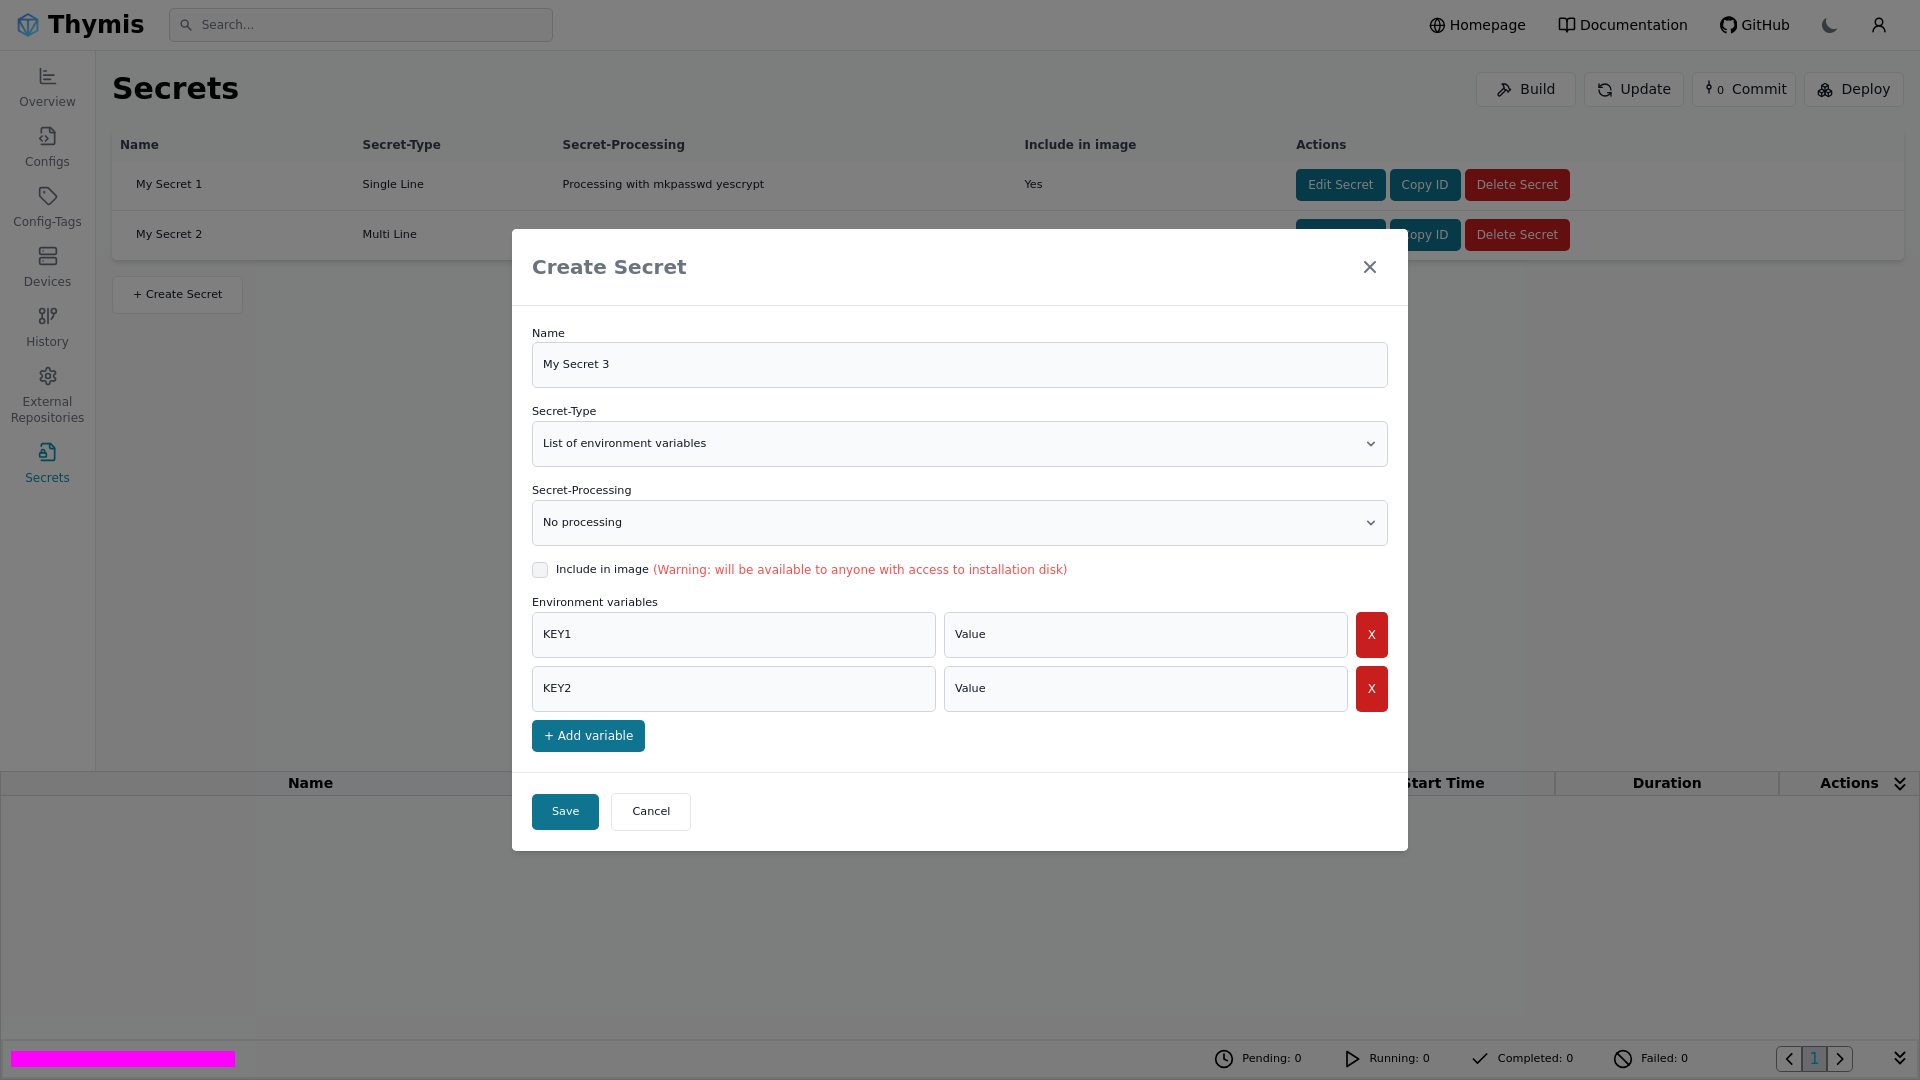 Thymis
Search...
Homepage
Documentation
GitHub
Overview
Configs
Config-Tags
Devices
History
External
Repositories
Secrets
Secrets
Build
Update
0 Commit
Deploy
Name Secret-Type Secret-Processing Include in image Actions
My Secret 1 Single Line Processing with mkpasswd yescrypt Yes Edit Secret Copy ID Delete Secret
My Secret 2 Multi Line ID Delete Secret
+ Create Secret
Create Secret
Name
My Secret 3
Secret-Type
List of environment variables
Secret-Processing
No processing
Include in image (Warning: will be available to anyone with access to installation disk)
Environment variables
KEY1 Value X
KEY2 Value X
+ Add variable
Save Cancel
Name Start Time Duration Actions
Pending: 0 Running: 0 Completed: 0 Failed: 0 1